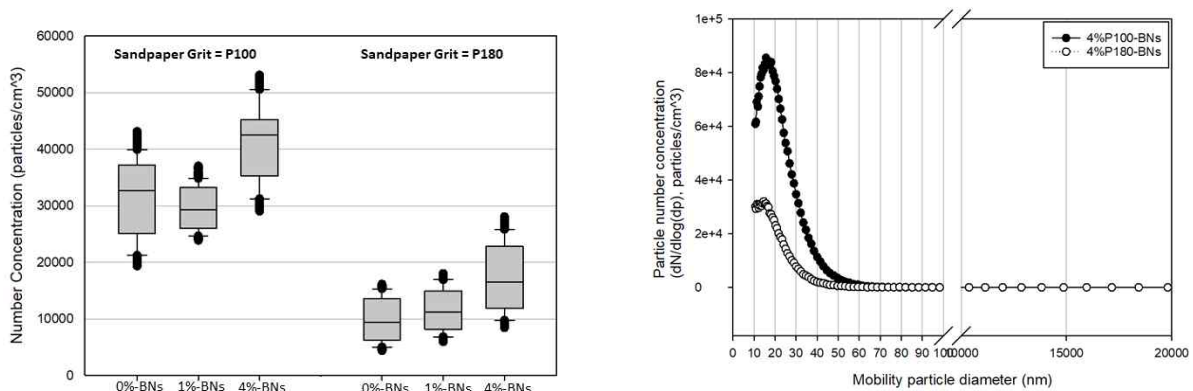 Number Concentration (particles/cm^3)
60000
50000
40000
30000
20000
10000
0
Sandpaper Grit = P100
Sandpaper Grit = P180
0%-BNs 1%-BNs 4%-BNs 0%-BNs 1%-BNs 4%-BNs
Particle number concentration
(dN/dlog(dp), particles/cm^3)
1e+5
8e+4
6e+4
4e+4
2e+4
0
4%P100-BNs
4%P180-BNs
0 10 20 30 40 50 60 70 80 90 15000 20000
Mobility particle diameter (nm)